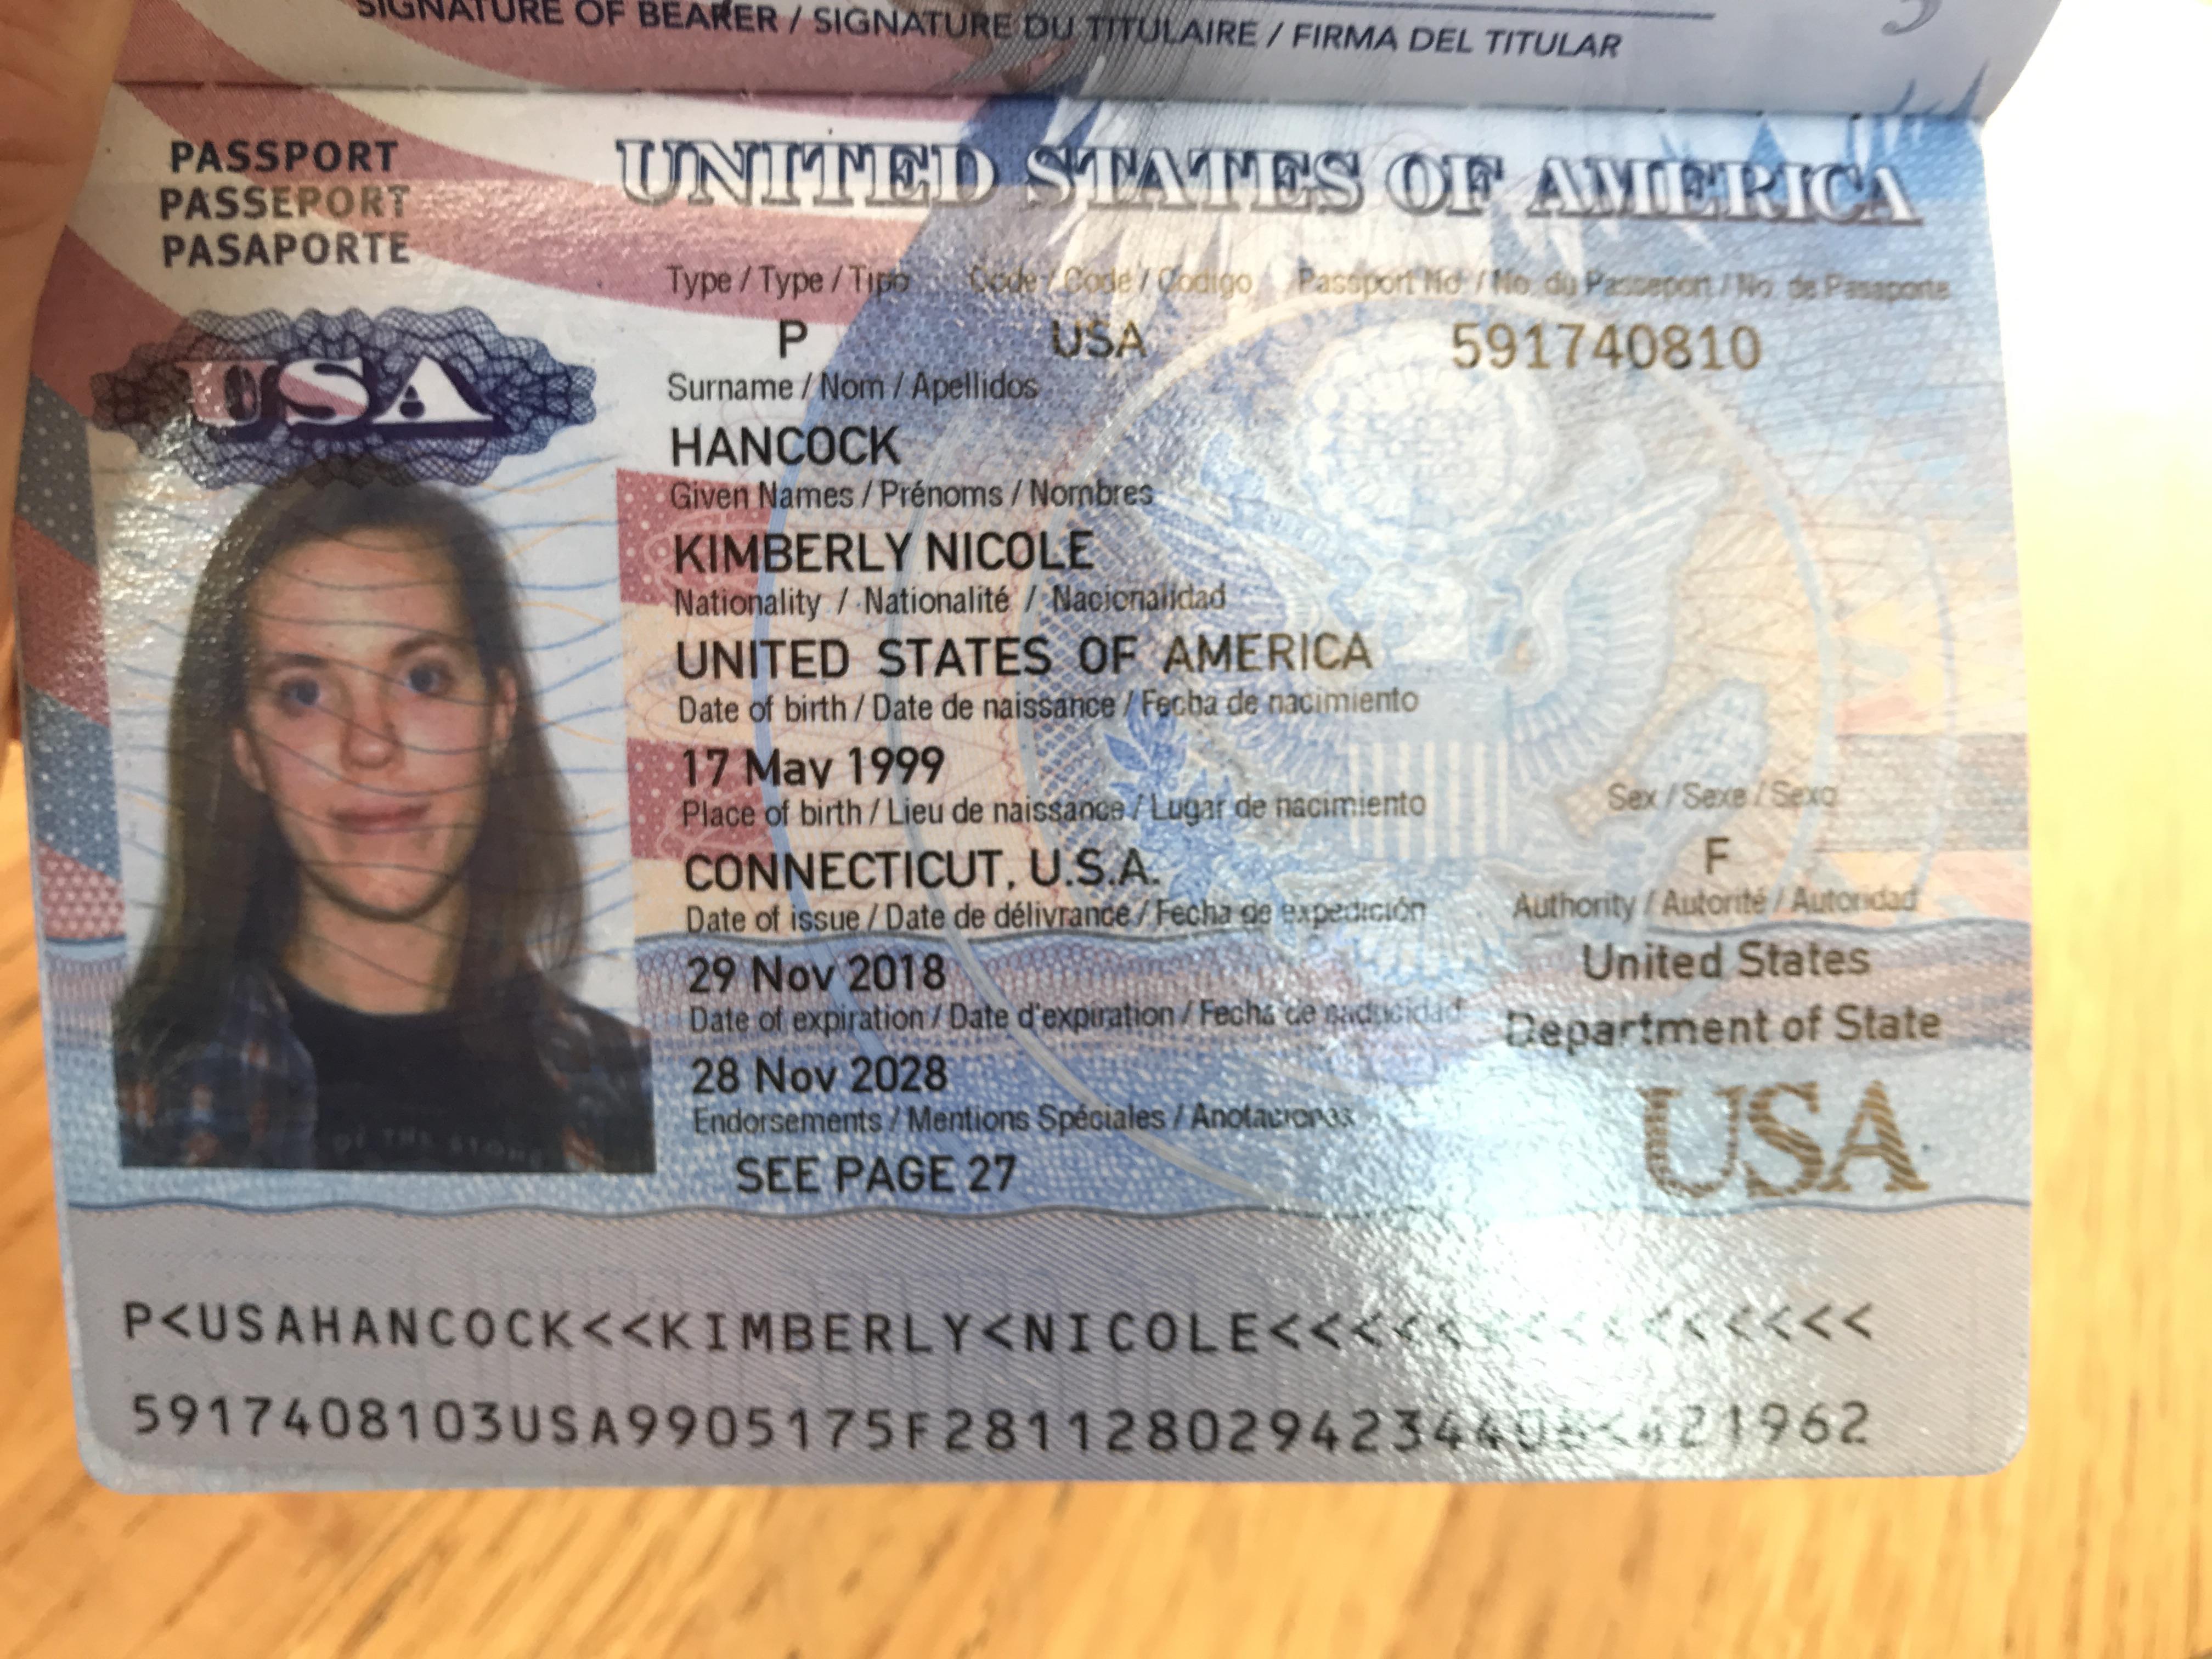 SIGNATURE OF BEARER / SIGNATURE DU TITULAIRE / FIRMA DEL TITULAR
PASSPORT
PASSEPORT
PASAPORTE
UNITED STATES OF AMERICA
Type / Type / Tipo Code / Code / Codigo Passport No / No. du Passeport / No. de Pasaporte
P USA 591740810
Surname / Nom / Apellidos
HANCOCK
Given Names / Prénoms / Nombres
KIMBERLY NICOLE
Nationality / Nationalité / Nacionalidad
UNITED STATES OF AMERICA
Date of birth / Date de naissance / Fecha de nacimiento
17 May 1999
Place of birth / Lieu de naissance / Lugar de nacimiento Sex / Sexe / Sexo
CONNECTICUT, U.S.A. F
Date of issue / Date de délivrance / Fecha de expedición Authority / Autorité / Autoridad
29 Nov 2018 United States
Date of expiration / Date d'expiration / Fecha de caducidad Department of State
28 Nov 2028
Endorsements / Mentions Spéciales / Anotaciones
SEE PAGE 27
USA
USA
OF THE STONE
P<USAHANCOCK<<KIMBERLY<NICOLE<<<<<<<<<<<<<<<